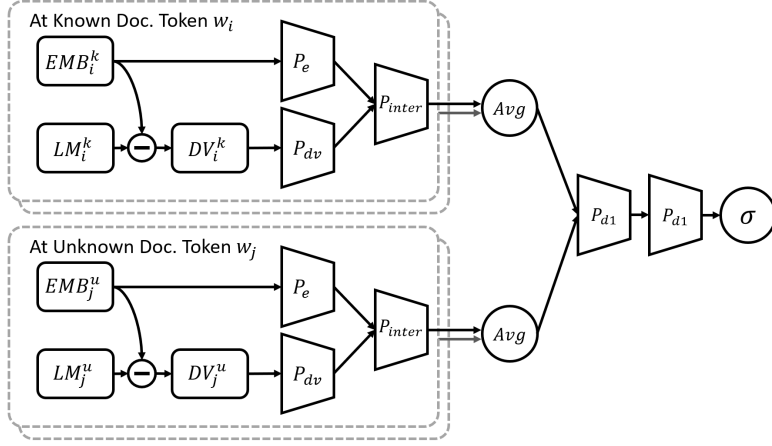 At Known Doc. Token w_i
EMB_i^k
P_e
P_inter
Avg
LM_i^k
−
DV_i^k
P_dv
P_d1
P_d1
σ
At Unknown Doc. Token w_j
EMB_j^u
P_e
P_inter
Avg
LM_j^u
−
DV_j^u
P_dv